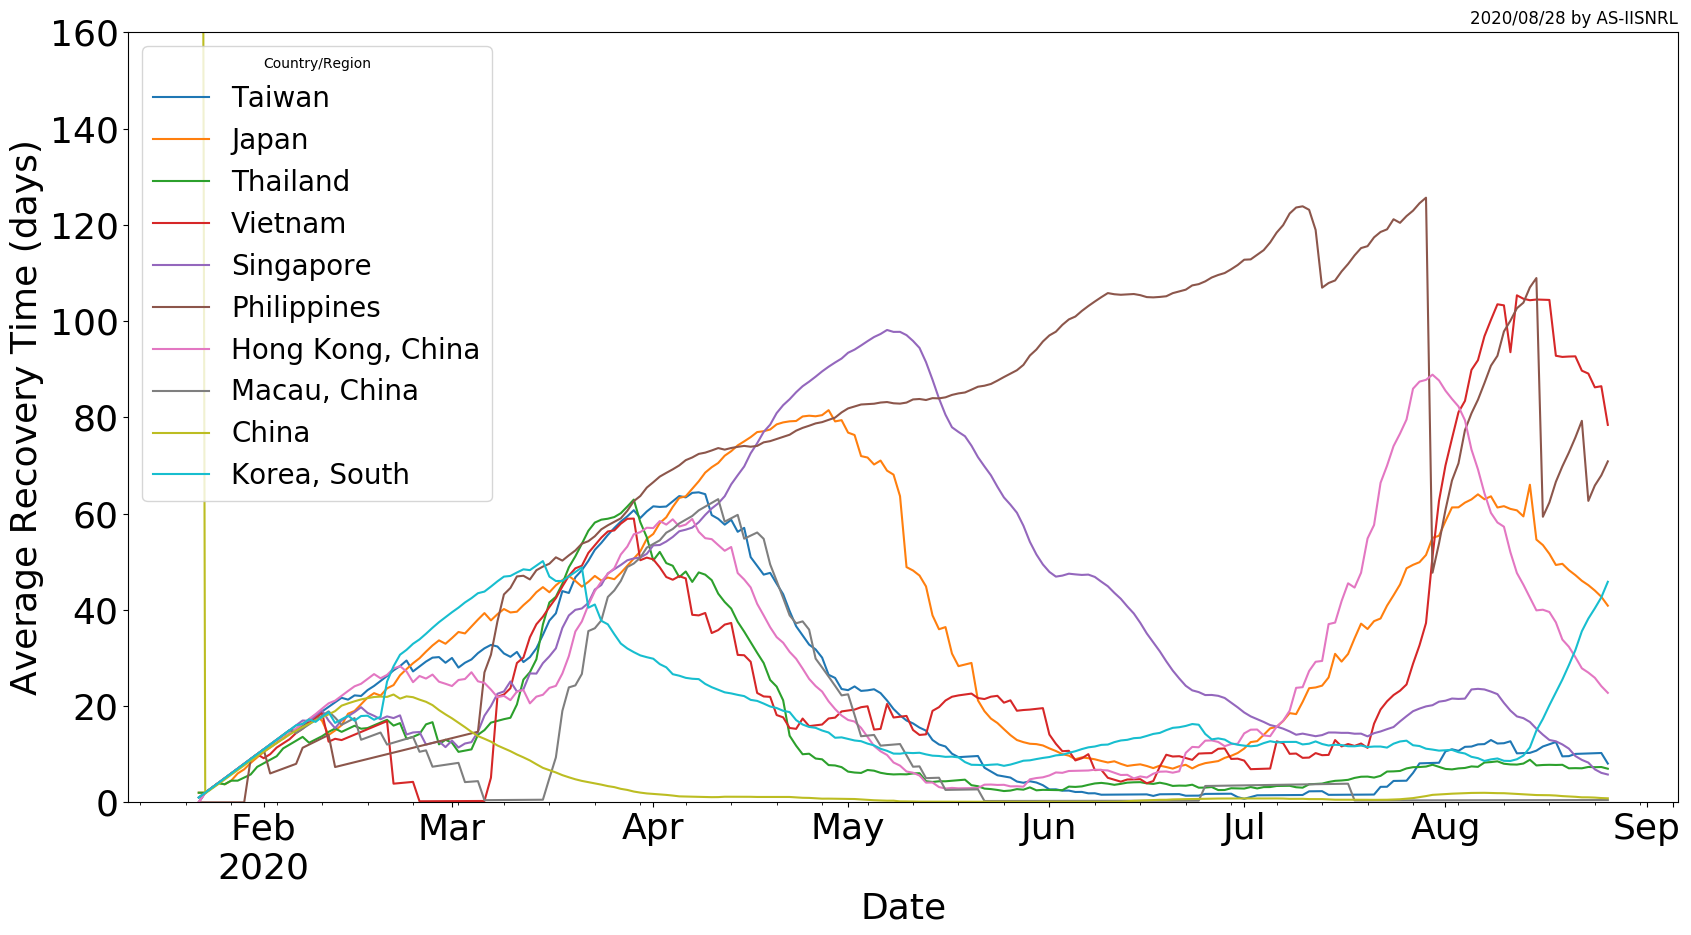 2020/08/28 by AS-IISNRL
160
140
120
100
80
60
40
20
0
Average Recovery Time (days)
Country/Region
Taiwan
Japan
Thailand
Vietnam
Singapore
Philippines
Hong Kong, China
Macau, China
China
Korea, South
Feb Mar Apr May Jun Jul Aug Sep
2020
Date